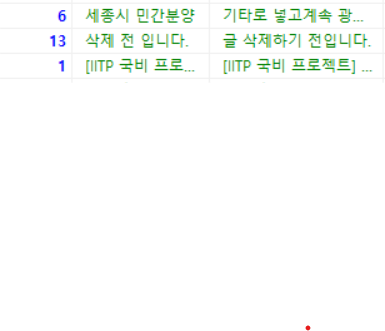 6 세종시 민간분양 기타로 넣고계속 광...
13 삭제 전 입니다. 글 삭제하기 전입니다.
1 [IITP 국비 프로... [IITP 국비 프로젝트] ...